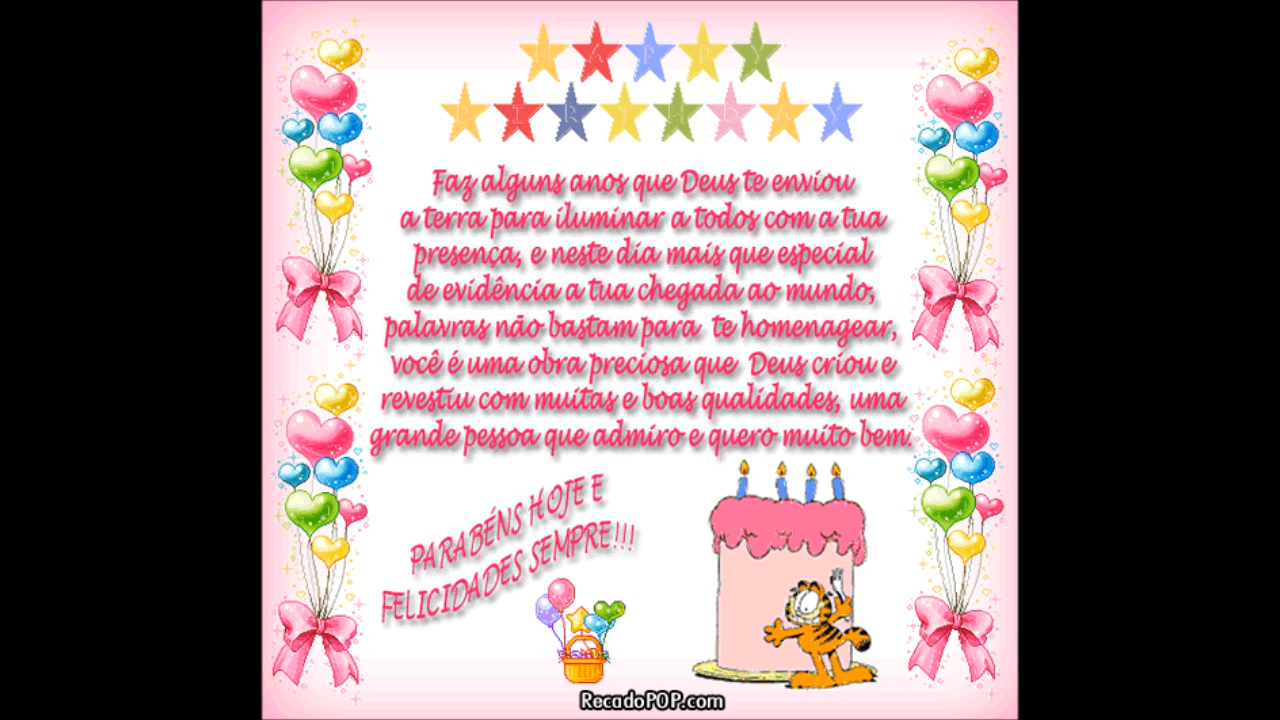 HAPPY
BIRTHDAY
Faz alguns anos que Deus te enviou
a terra para iluminar a todos com a tua
presença, e neste dia mais que especial
de evidência a tua chegada ao mundo,
palavras não bastam para te homenagear,
você é uma obra preciosa que Deus criou e
revestiu com muitas e boas qualidades, uma
grande pessoa que admiro e quero muito bem.
PARABÉNS HOJE E
FELICIDADES SEMPRE!!!
RecadoPOP.com